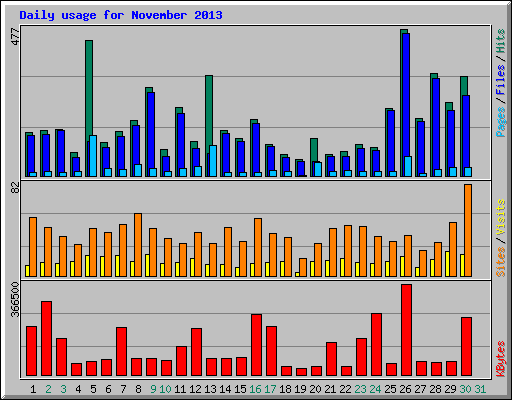 Daily usage for November 2013
477
Pages / Files / Hits
82
Sites / Visits
366500
KBytes
1 2 3 4 5 6 7 8 9 10 11 12 13 14 15 16 17 18 19 20 21 22 23 24 25 26 27 28 29 30 31